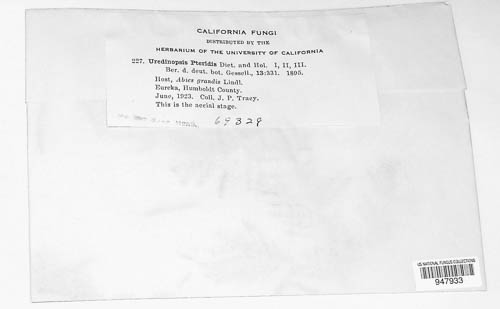 CALIFORNIA FUNGI
DISTRIBUTED BY THE
HERBARIUM OF THE UNIVERSITY OF CALIFORNIA
227. Uredinopsis Pteridis Diet. and Hol. I, II, III.
Ber. d. deut. bot. Gesell., 13:331. 1895.
Host, Abies grandis Lindl.
Eureka, Humboldt County.
June, 1923. Coll. J. P. Tracy.
This is the aecial stage.
69328
US NATIONAL FUNGUS COLLECTIONS
947933